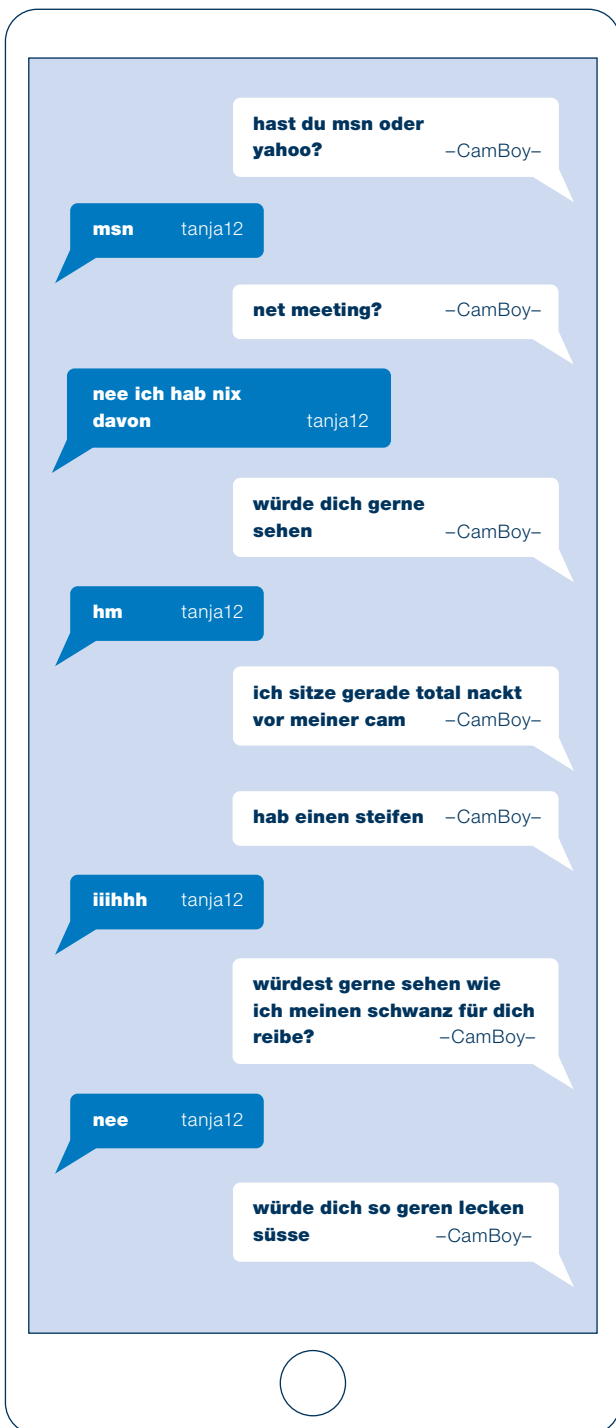 hast du msn oder
yahoo? –CamBoy–
msn tanja12
net meeting? –CamBoy–
nee ich hab nix
davon tanja12
würde dich gerne
sehen –CamBoy–
hm tanja12
ich sitze gerade total nackt
vor meiner cam –CamBoy–
hab einen steifen –CamBoy–
iiihhh tanja12
würdest gerne sehen wie
ich meinen schwanz für dich
reibe? –CamBoy–
nee tanja12
würde dich so geren lecken
süsse –CamBoy–